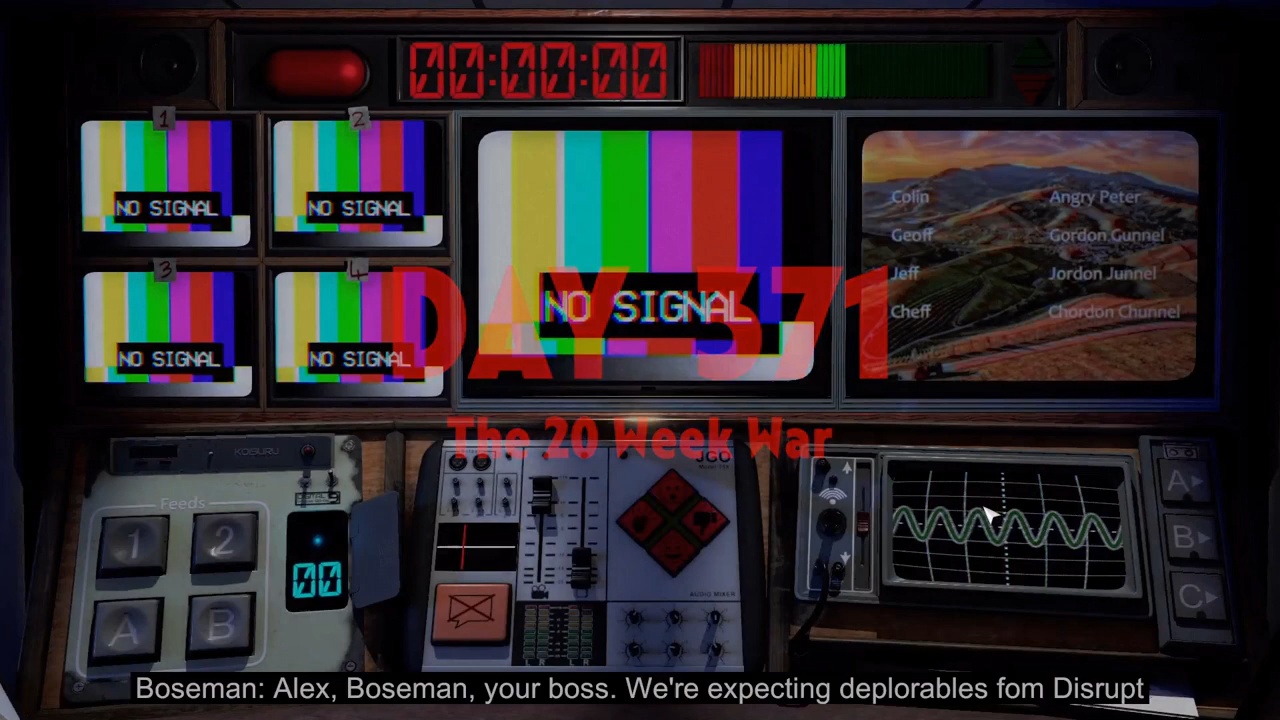 00:00:00
1
2
NO SIGNAL
NO SIGNAL
3
4
NO SIGNAL
NO SIGNAL
NO SIGNAL
Colin Angry Peter
Geoff Gordon Gunnel
Jeff Jordon Junnel
Cheff Chordon Chunnel
DAY 371
The 20 Week War
KOISURU
Feeds
1
2
A
B
00
JGO
AUDIO MIXER
A
B
C
Boseman: Alex, Boseman, your boss. We're expecting deplorables fom Disrupt